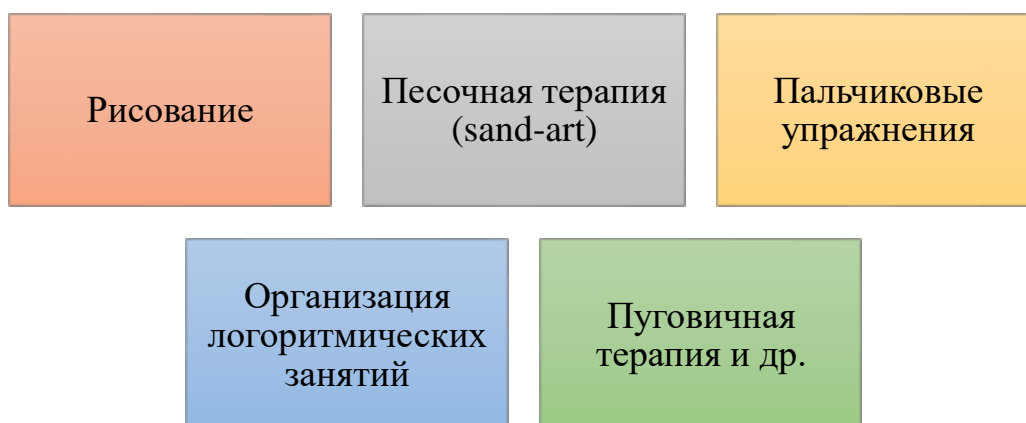 Рисование
Песочная терапия
(sand-art)
Пальчиковые
упражнения
Организация
логоритмических
занятий
Пуговичная
терапия и др.